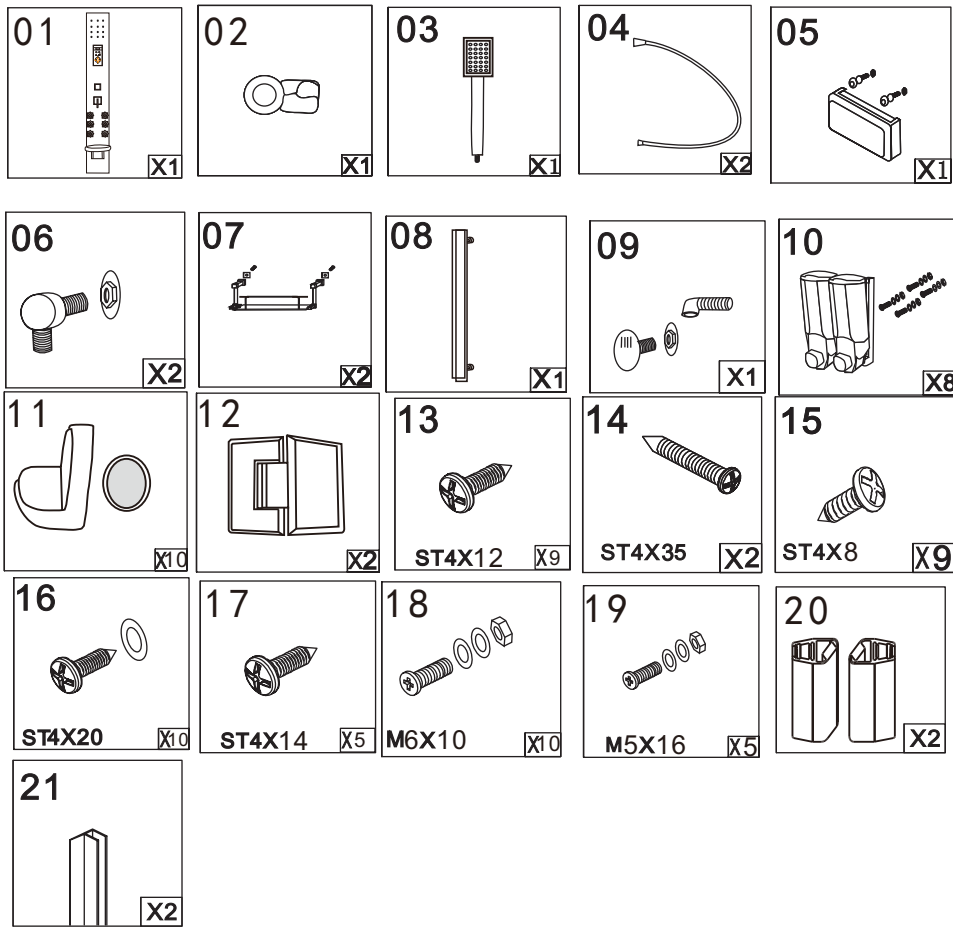 01
X1
02
X1
03
X1
04
X2
05
X1
06
X2
07
X2
08
X1
09
X1
10
X8
11
X10
12
X2
13
ST4X12 X9
14
ST4X35 X2
15
ST4X8 X9
16
ST4X20 X10
17
ST4X14 X5
18
M6X10 X10
19
M5X16 X5
20
X2
21
X2